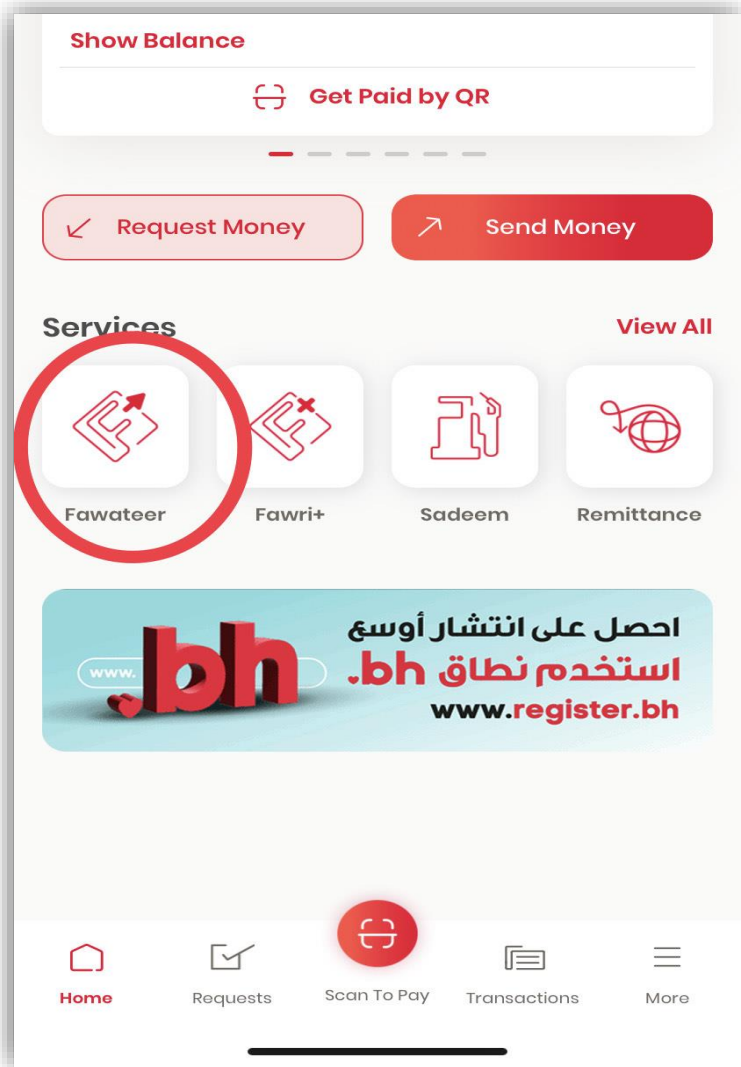 Show Balance
Get Paid by QR
Request Money
Send Money
Services
View All
Fawateer
Fawri+
Sadeem
Remittance
احصل على انتشار أوسع
استخدم نطاق bh.
www.register.bh
www.
.bh
Home
Requests
Scan To Pay
Transactions
More